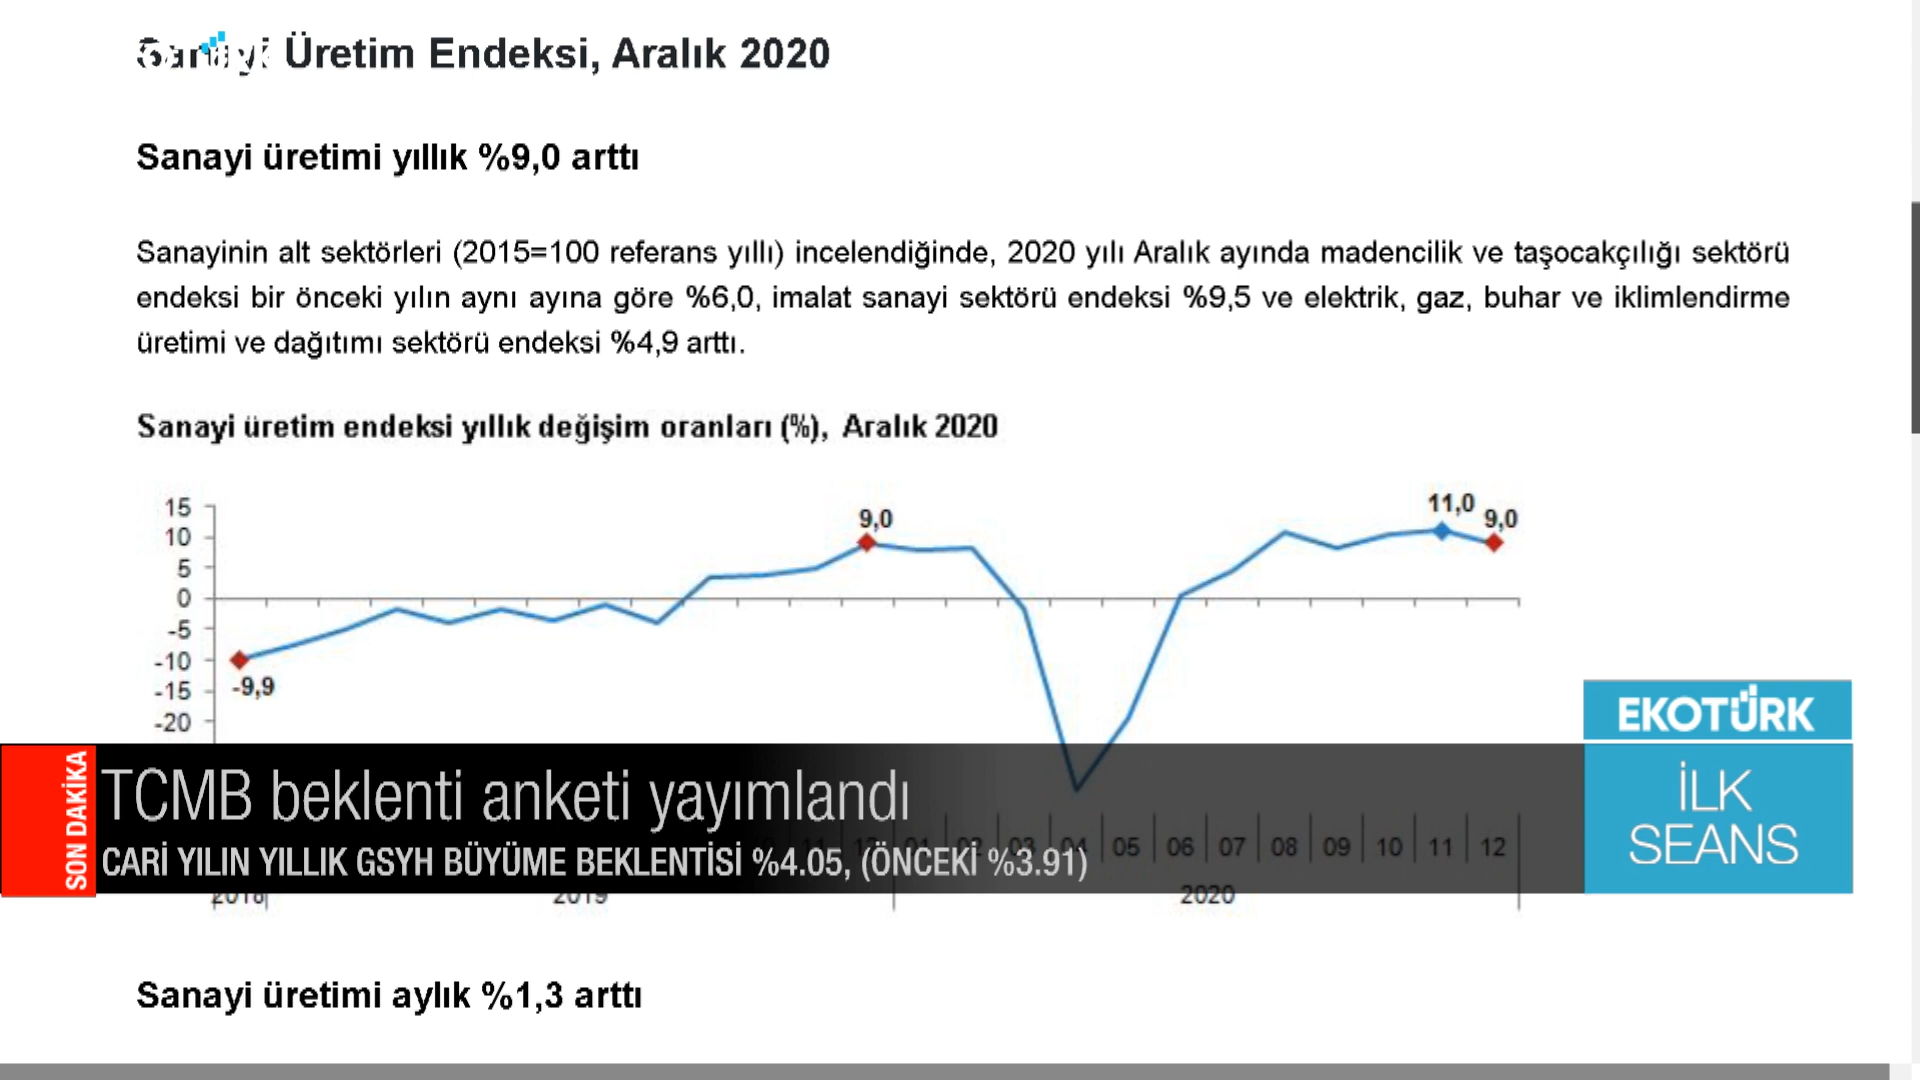 Üretim Endeksi, Aralık 2020
Sanayi üretimi yıllık %9,0 arttı
Sanayinin alt sektörleri (2015=100 referans yıllı) incelendiğinde, 2020 yılı Aralık ayında madencilik ve taşocakçılığı sektörü
endeksi bir önceki yılın aynı ayına göre %6,0, imalat sanayi sektörü endeksi %9,5 ve elektrik, gaz, buhar ve iklimlendirme
üretimi ve dağıtımı sektörü endeksi %4,9 arttı.
Sanayi üretim endeksi yıllık değişim oranları (%), Aralık 2020
15
10
5
0
-5
-10
-15
-20
-9,9
9,0
11,0
9,0
EKOTÜRK
İLK
SEANS
SON DAKİKA
TCMB beklenti anketi yayımlandı
CARİ YILIN YILLIK GSYH BÜYÜME BEKLENTİSİ %4.05, (ÖNCEKİ %3.91)
05 06 07 08 09 10 11 12
2018 2019 2020
Sanayi üretimi aylık %1,3 arttı